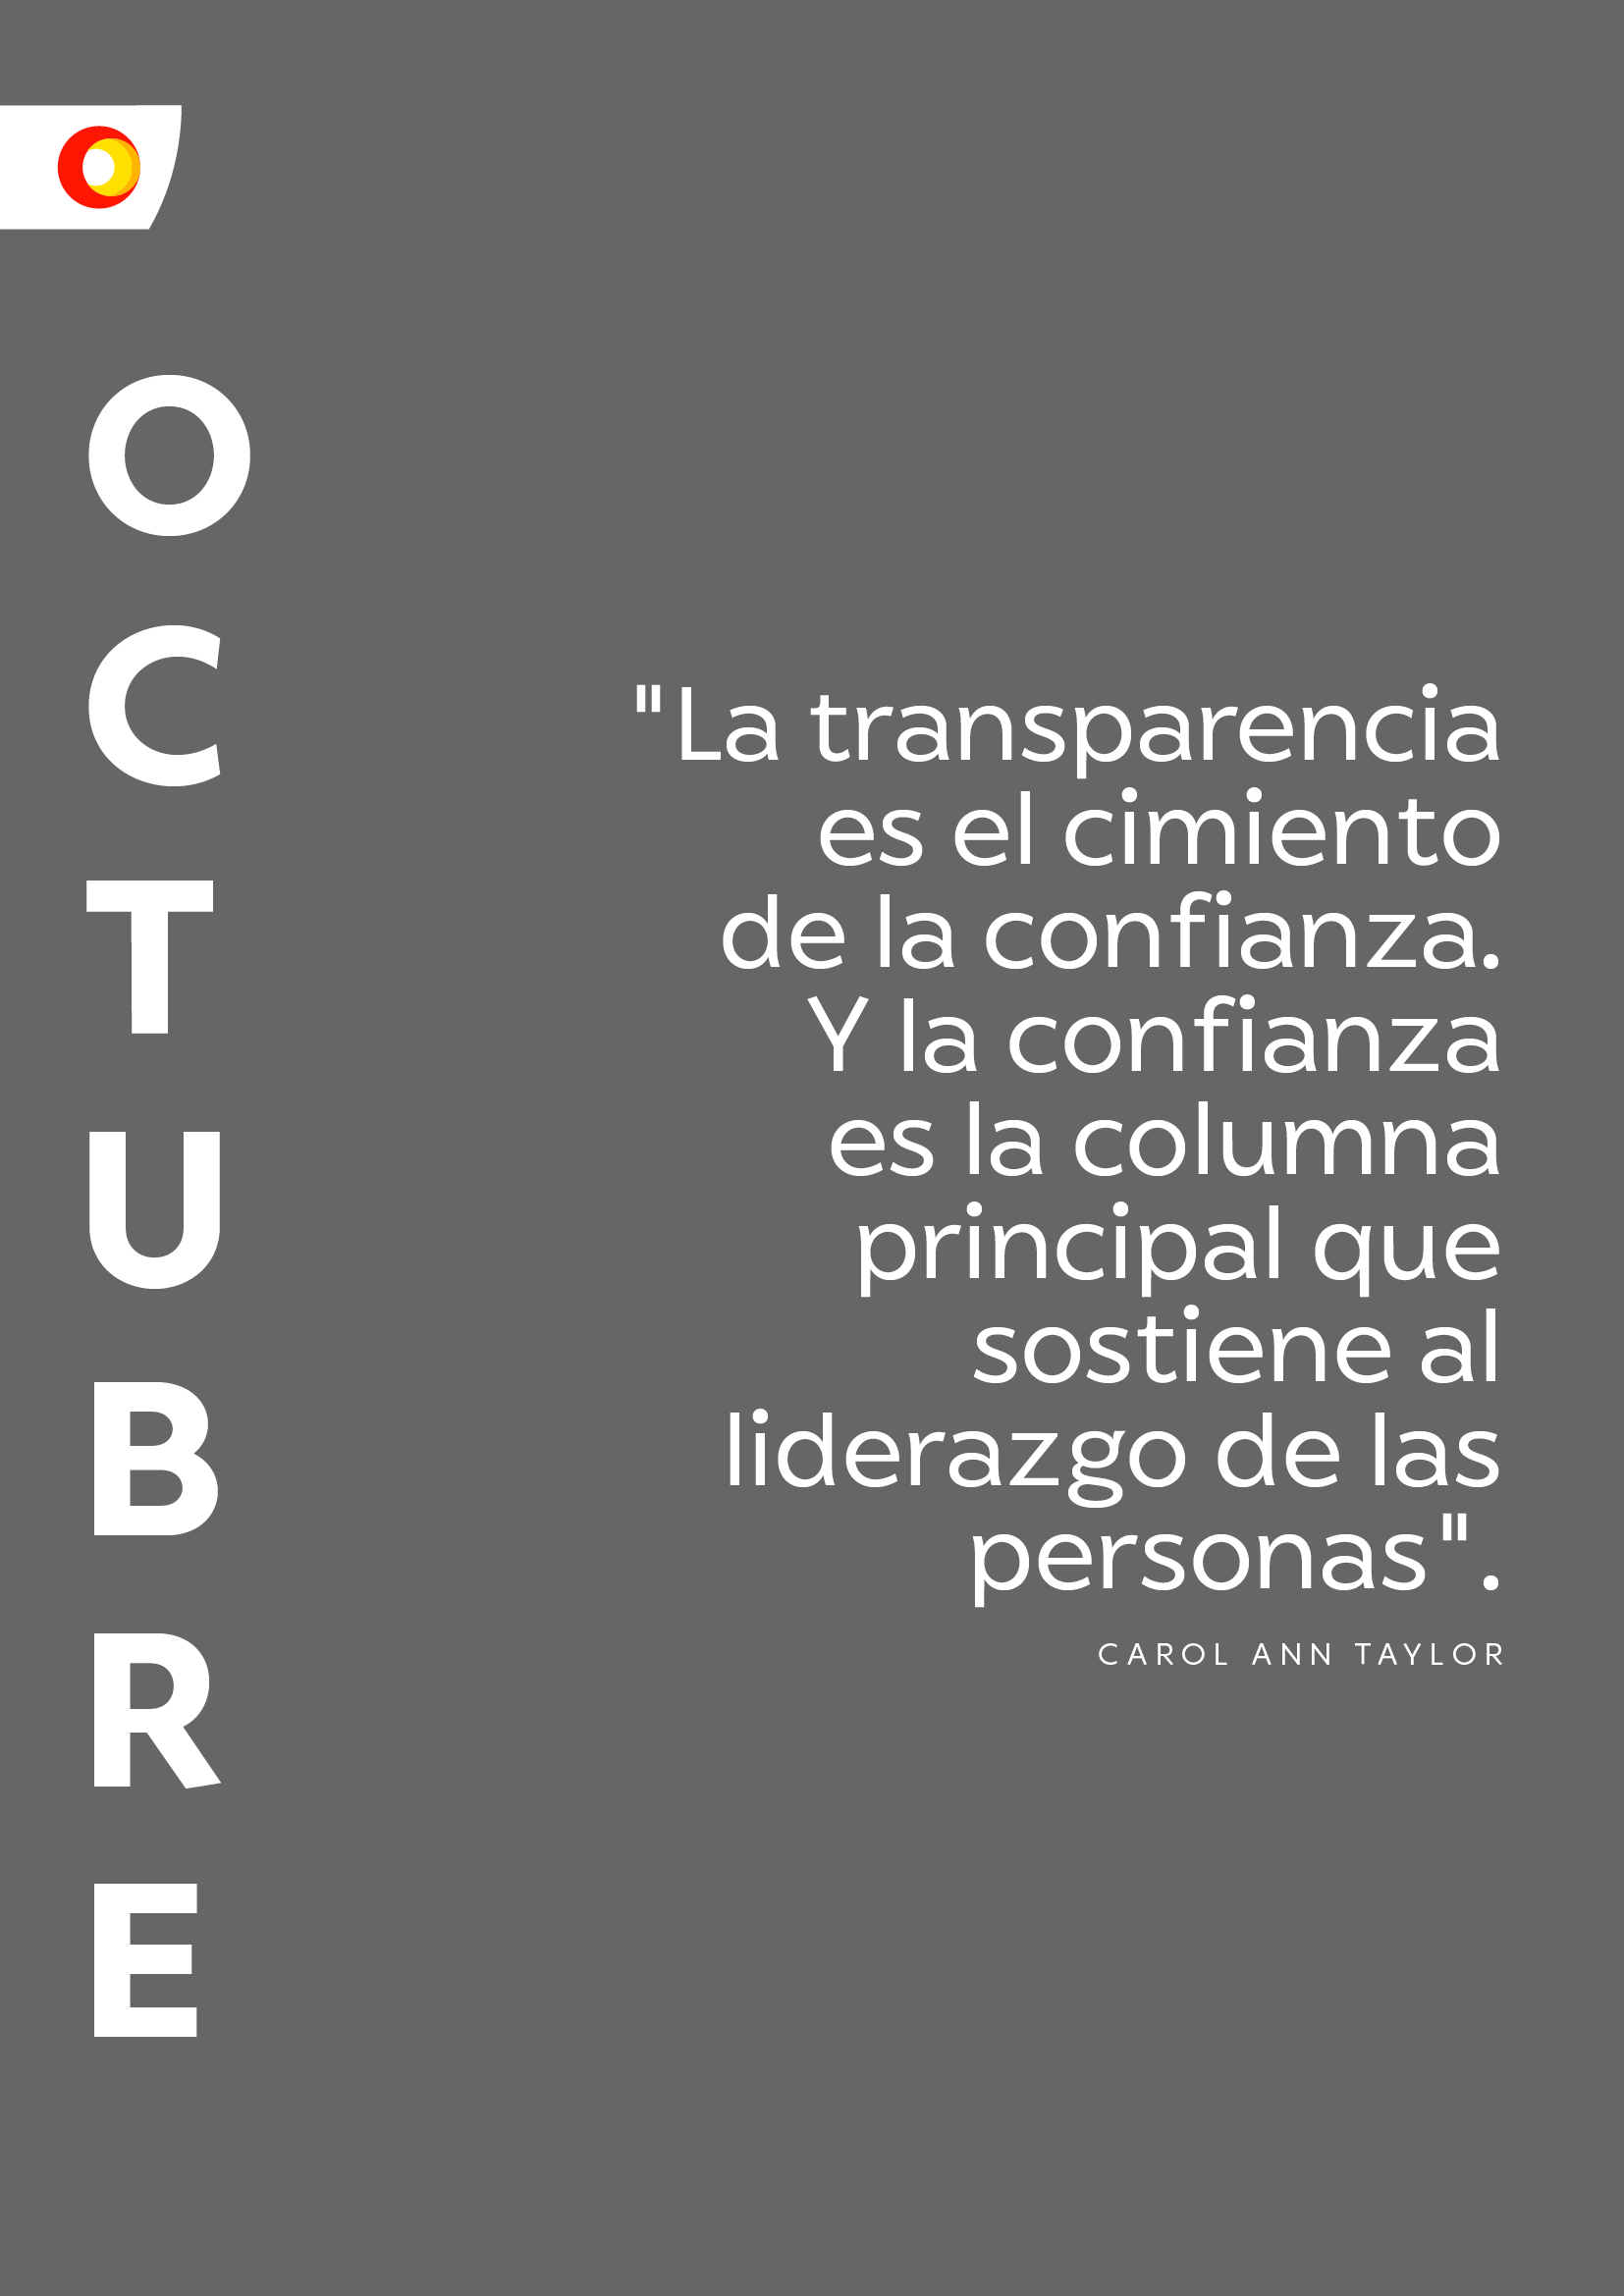 OCTUBRE
"La transparencia
es el cimiento
de la confianza.
Y la confianza
es la columna
principal que
sostiene al
liderazgo de las
personas".
CAROL ANN TAYLOR